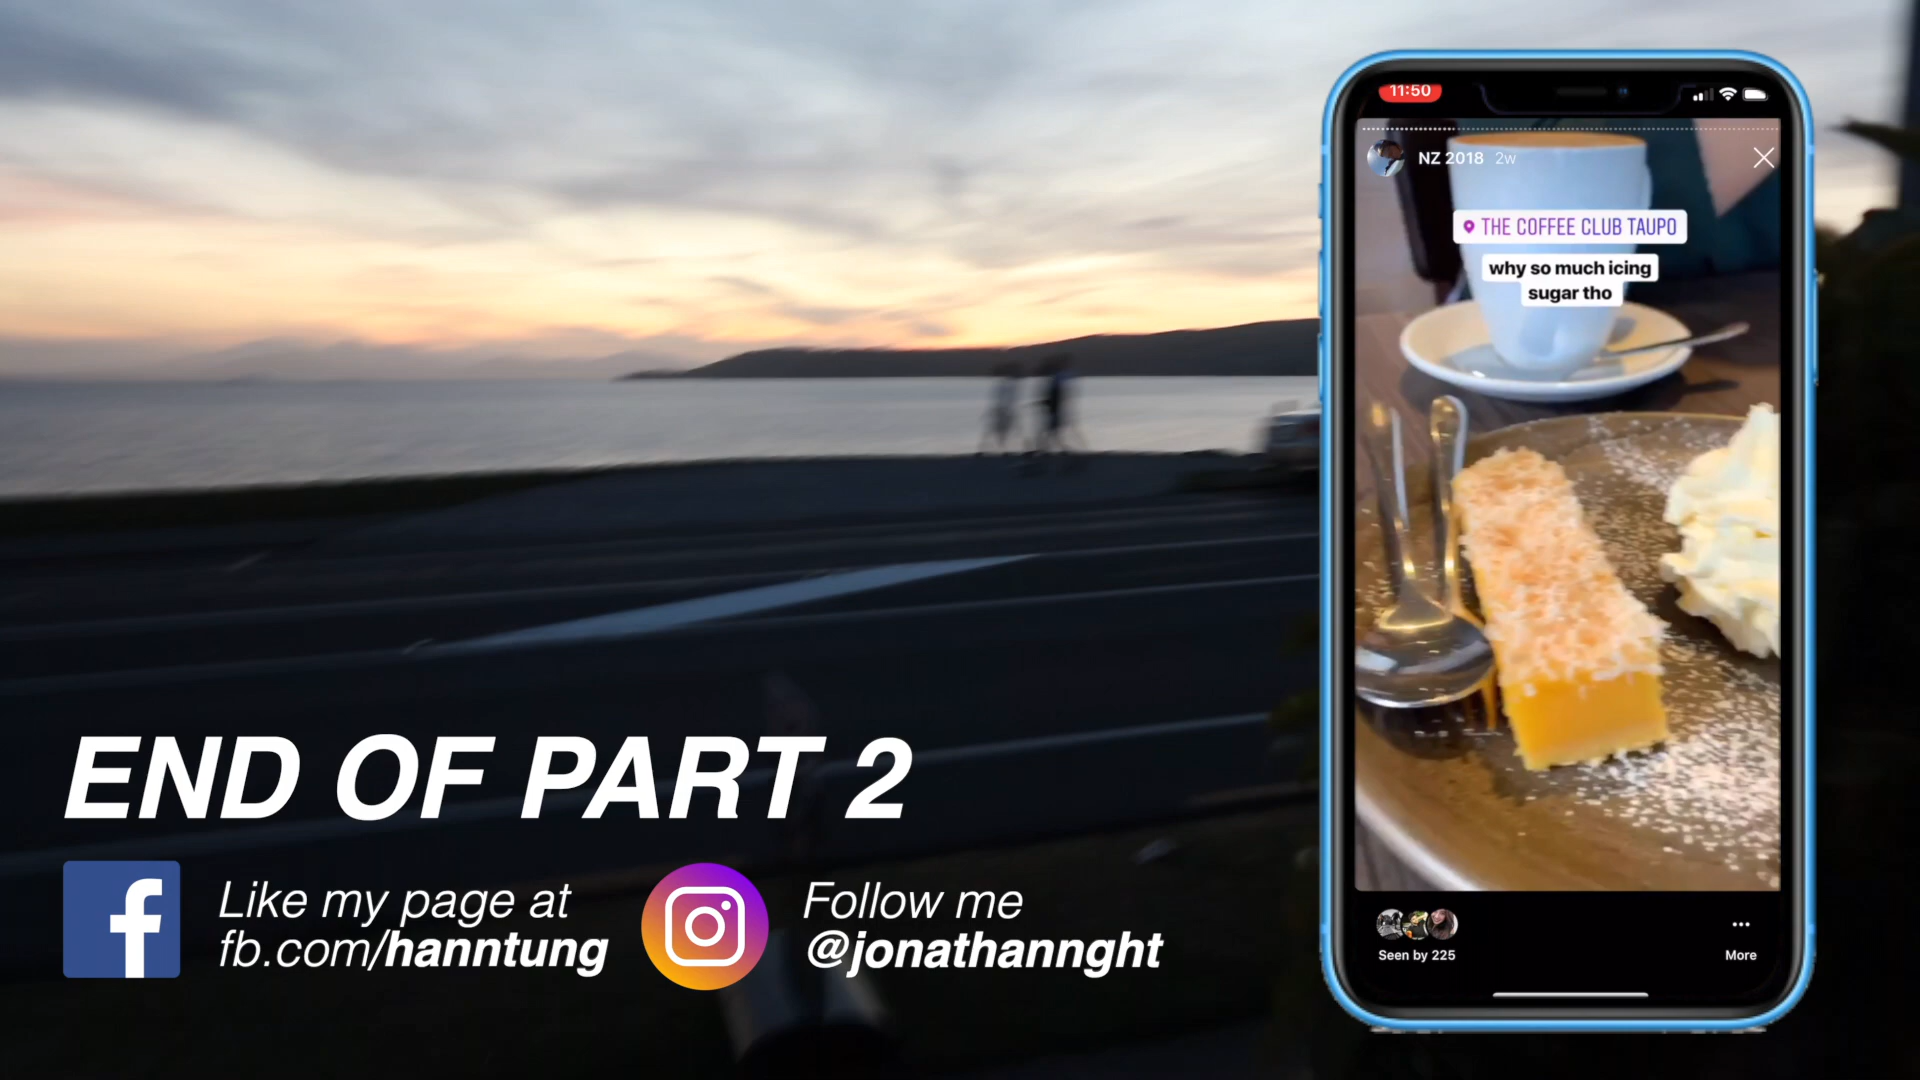 END OF PART 2
Like my page at
fb.com/hanntung
Follow me
@jonathannght
11:50
NZ 2018 2w
THE COFFEE CLUB TAUPO
why so much icing
sugar tho
Seen by 225
More